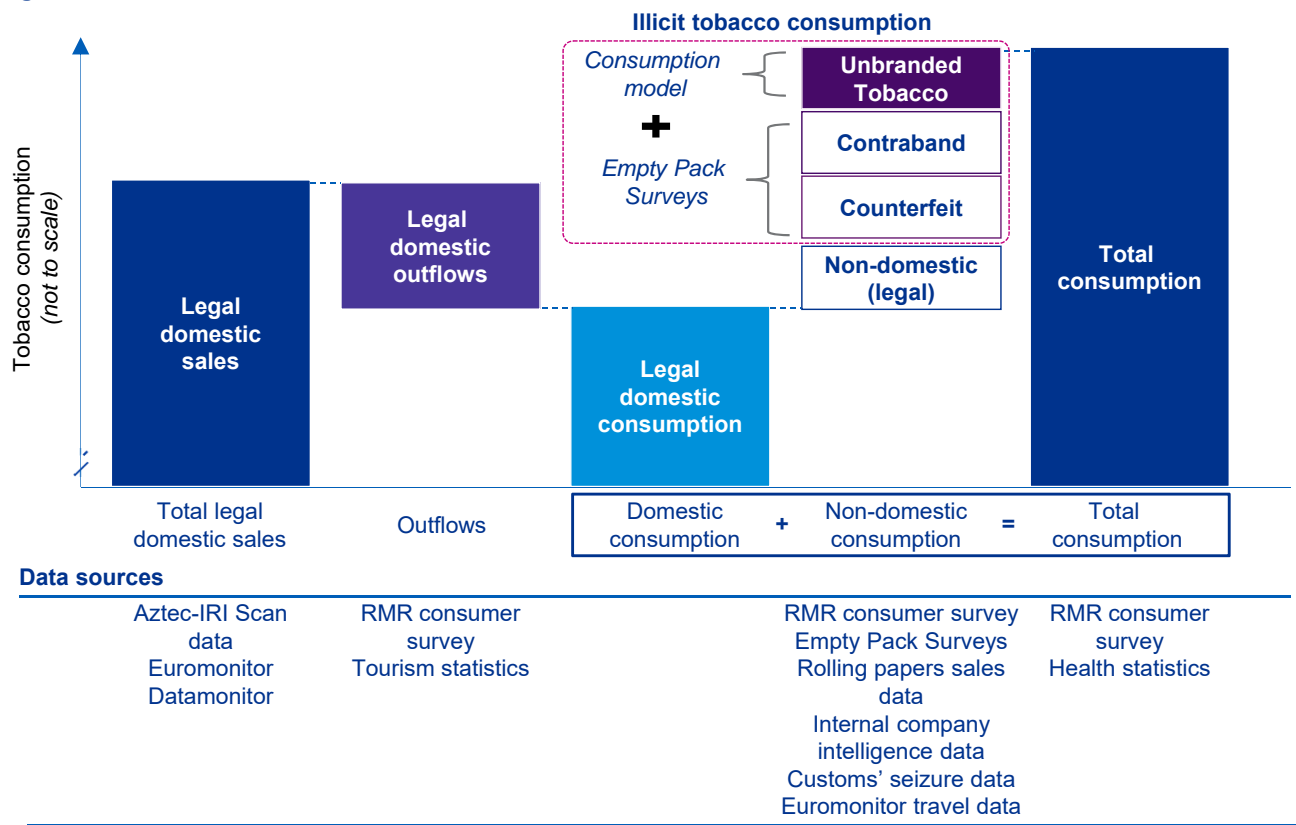 Illicit tobacco consumption
Tobacco consumption
(not to scale)
Consumption
model
+
Empty Pack
Surveys
Unbranded
Tobacco
Contraband
Counterfeit
Non-domestic
(legal)
Legal
domestic
sales
Legal
domestic
outflows
Legal
domestic
consumption
Total
consumption
Total legal
domestic sales
Outflows
Domestic
consumption
+
Non-domestic
consumption
=
Total
consumption
Data sources
Aztec-IRI Scan
data
Euromonitor
Datamonitor
RMR consumer
survey
Tourism statistics
RMR consumer survey
Empty Pack Surveys
Rolling papers sales
data
Internal company
intelligence data
Customs’ seizure data
Euromonitor travel data
RMR consumer
survey
Health statistics